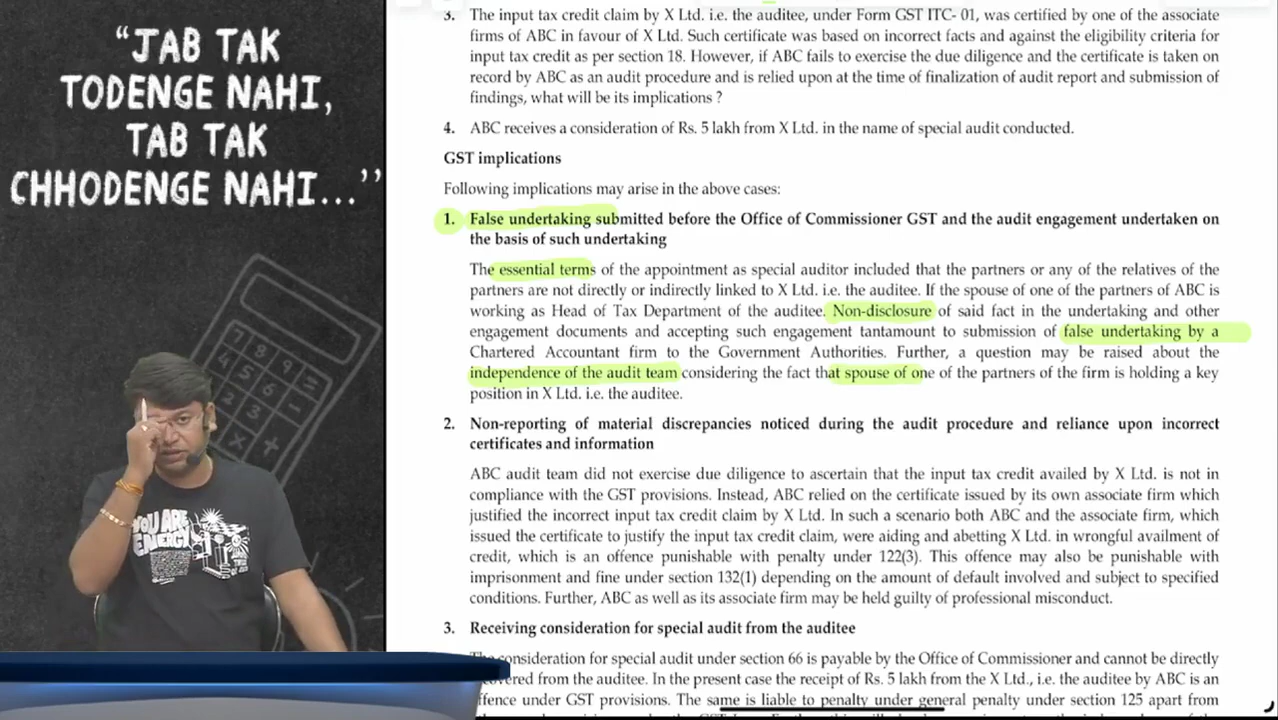 “JAB TAK
TODENGE NAHI,
TAB TAK
CHHODENGE NAHI...’’
3. The input tax credit claim by X Ltd. i.e. the auditee, under Form GST ITC- 01, was certified by one of the associate
firms of ABC in favour of X Ltd. Such certificate was based on incorrect facts and against the eligibility criteria for
input tax credit as per section 18. However, if ABC fails to exercise the due diligence and the certificate is taken on
record by ABC as an audit procedure and is relied upon at the time of finalization of audit report and submission of
findings, what will be its implications ?
4. ABC receives a consideration of Rs. 5 lakh from X Ltd. in the name of special audit conducted.
GST implications
Following implications may arise in the above cases:
1. False undertaking submitted before the Office of Commissioner GST and the audit engagement undertaken on
the basis of such undertaking
The essential terms of the appointment as special auditor included that the partners or any of the relatives of the
partners are not directly or indirectly linked to X Ltd. i.e. the auditee. If the spouse of one of the partners of ABC is
working as Head of Tax Department of the auditee. Non-disclosure of said fact in the undertaking and other
engagement documents and accepting such engagement tantamount to submission of false undertaking by a
Chartered Accountant firm to the Government Authorities. Further, a question may be raised about the
independence of the audit team considering the fact that spouse of one of the partners of the firm is holding a key
position in X Ltd. i.e. the auditee.
2. Non-reporting of material discrepancies noticed during the audit procedure and reliance upon incorrect
certificates and information
ABC audit team did not exercise due diligence to ascertain that the input tax credit availed by X Ltd. is not in
compliance with the GST provisions. Instead, ABC relied on the certificate issued by its own associate firm which
justified the incorrect input tax credit claim by X Ltd. In such a scenario both ABC and the associate firm, which
issued the certificate to justify the input tax credit claim, were aiding and abetting X Ltd. in wrongful availment of
credit, which is an offence punishable with penalty under 122(3). This offence may also be punishable with
imprisonment and fine under section 132(1) depending on the amount of default involved and subject to specified
conditions. Further, ABC as well as its associate firm may be held guilty of professional misconduct.
3. Receiving consideration for special audit from the auditee
consideration for special audit under section 66 is payable by the Office of Commissioner and cannot be directly
from the auditee. In the present case the receipt of Rs. 5 lakh from the X Ltd., i.e. the auditee by ABC is an
offence under GST provisions. The same is liable to penalty under general penalty under section 125 apart from
YOU ARE
ENERGY
7 8 9
4 5 6
1 2 3